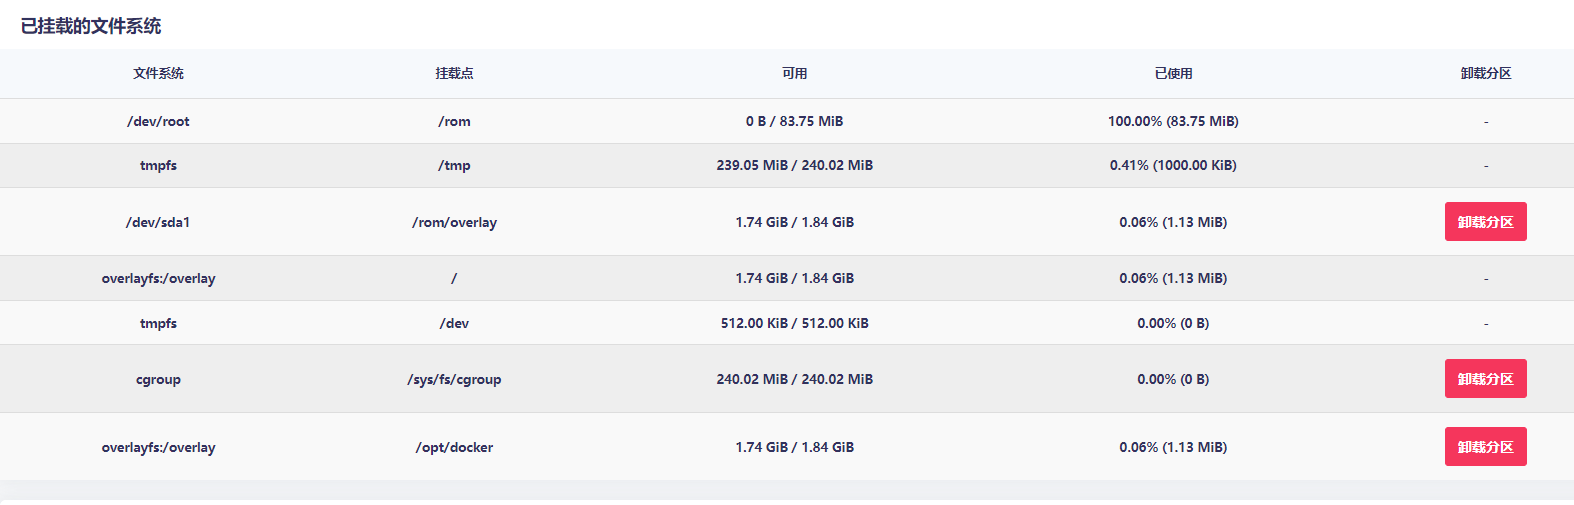 已挂载的文件系统
文件系统 挂载点 可用 已使用 卸载分区
/dev/root /rom 0 B / 83.75 MiB 100.00% (83.75 MiB) -
tmpfs /tmp 239.05 MiB / 240.02 MiB 0.41% (1000.00 KiB) -
/dev/sda1 /rom/overlay 1.74 GiB / 1.84 GiB 0.06% (1.13 MiB) 卸载分区
overlayfs:/overlay / 1.74 GiB / 1.84 GiB 0.06% (1.13 MiB) -
tmpfs /dev 512.00 KiB / 512.00 KiB 0.00% (0 B) -
cgroup /sys/fs/cgroup 240.02 MiB / 240.02 MiB 0.00% (0 B) 卸载分区
overlayfs:/overlay /opt/docker 1.74 GiB / 1.84 GiB 0.06% (1.13 MiB) 卸载分区